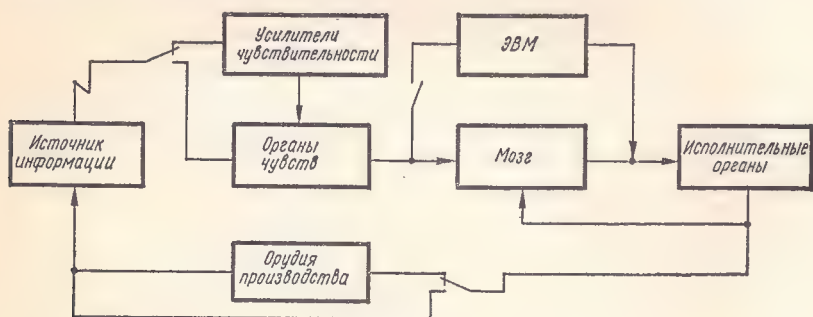 Усилители
чувствительности
ЭВМ
Источник
информации
Органы
чувств
Мозг
Исполнительные
органы
Орудия
производства